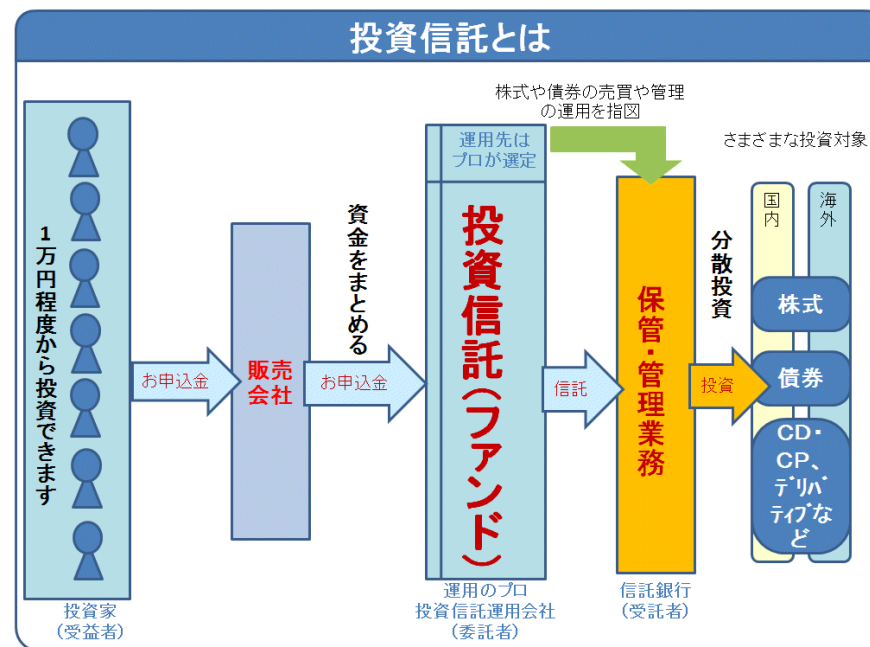 投資信託とは
株式や債券の売買や管理
の運用を指図
さまざまな投資対象
1万円程度から投資できます
お申込金
販売
会社
資金をまとめる
お申込金
運用先は
プロが選定
投資信託(ファンド)
信託
保管・管理業務
分散投資
投資
国内
海外
株式
債券
CD・
CP、
デリバ
ティブな
ど
投資家
(受益者)
運用のプロ
投資信託運用会社
(委託者)
信託銀行
(受託者)